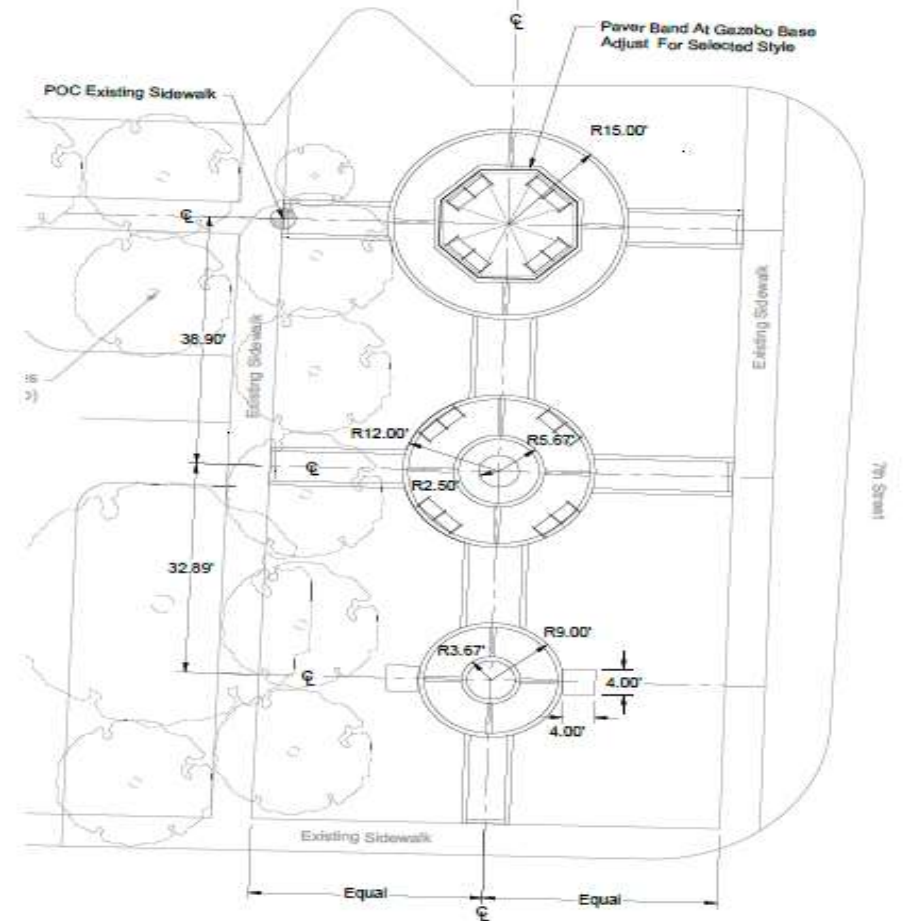 ℄
Paver Band At Gazebo Base
Adjust For Selected Style
POC Existing Sidewalk
R15.00'
℄
Existing Sidewalk
Existing Sidewalk
38.90'
R12.00'
R5.67'
℄
R2.50'
7th Street
32.89'
R9.00'
R3.67'
℄
4.00'
4.00'
Existing Sidewalk
Equal
Equal
℄